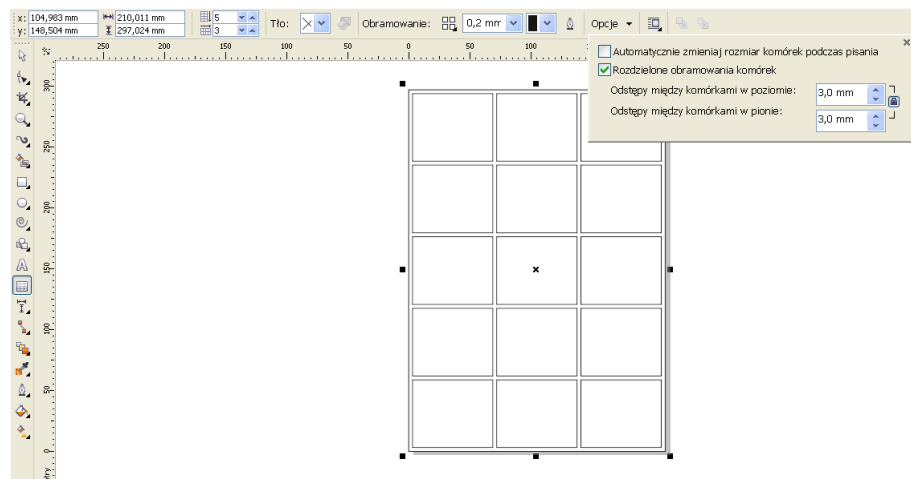 x: 104,983 mm 210,011 mm 5 Tło: Obramowanie: 0,2 mm Opcje
y: 148,504 mm 297,024 mm 3
250 200 150 100 50 0 50 100
Automatycznie zmieniaj rozmiar komórek podczas pisania
Rozdzielone obramowania komórek
Odstępy między komórkami w poziomie: 3,0 mm
Odstępy między komórkami w pionie: 3,0 mm
300
250
200
150
100
50
0